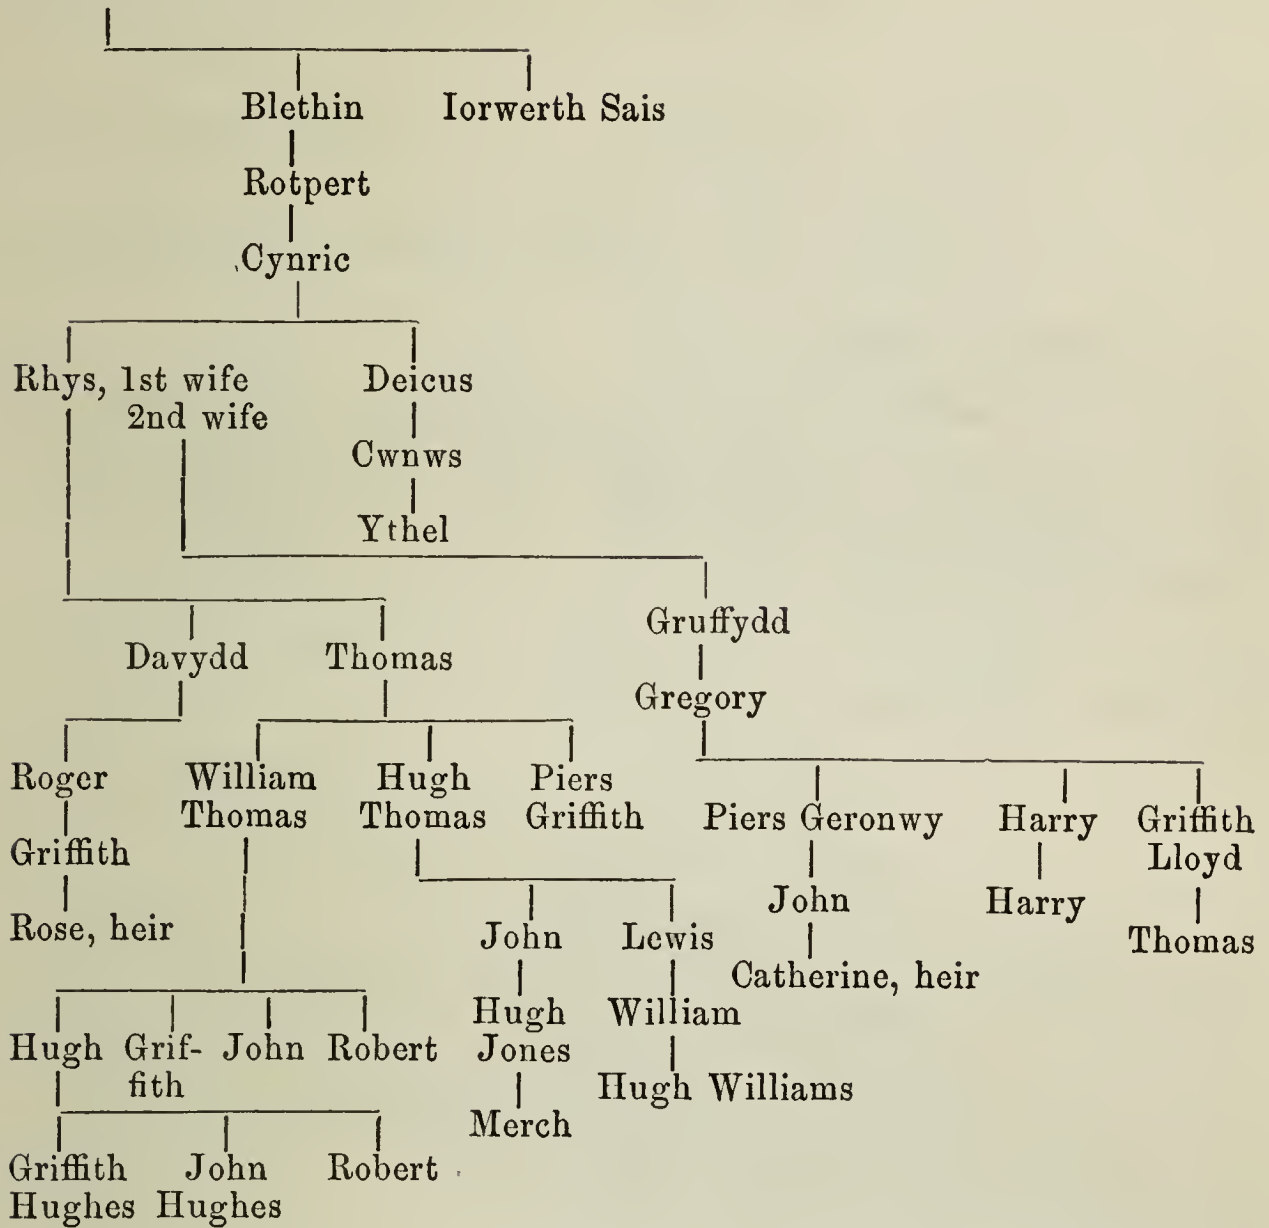 Blethin Iorwerth Sais
Rotpert
Cynric
Rhys, 1st wife Deicus
2nd wife
Cwnws
Ythel
Gruffydd
Davydd Thomas
Gregory
Roger William Hugh Piers
Thomas Thomas Griffith Piers Geronwy Harry Griffith
Griffith Lloyd
John Harry
Rose, heir John Lewis Thomas
Catherine, heir
Hugh William
Hugh Grif- John Robert Jones
fith Hugh Williams
Merch
Griffith John Robert
Hughes Hughes